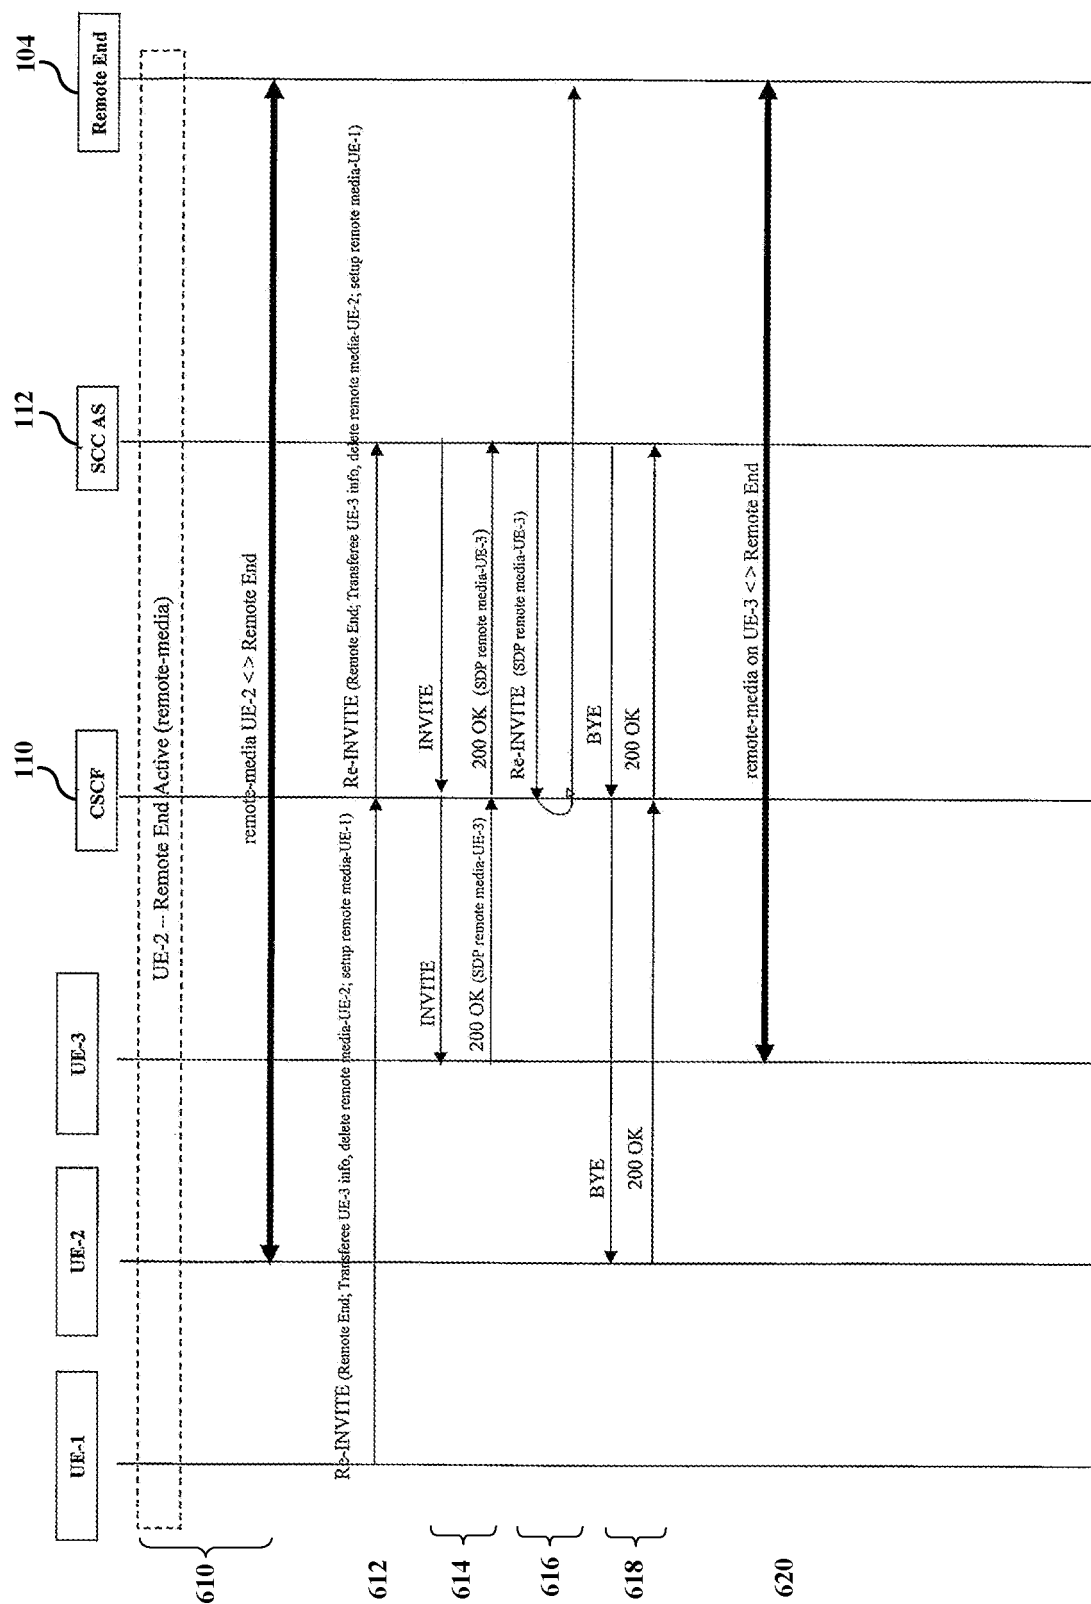 UE-1
UE-2
UE-3
CSCF
110
SCC AS
112
Remote End
104
610
UE-2 -- Remote End Active (remote-media)
remote-media UE-2 < > Remote End
612
Re-INVITE (Remote End; Transferee UE-3 info, delete remote media-UE-2; setup remote media-UE-1)
Re-INVITE (Remote End; Transferee UE-3 info, delete remote media-UE-2; setup remote media-UE-1)
614
INVITE
INVITE
200 OK (SDP remote media-UE-3)
200 OK (SDP remote media-UE-3)
616
Re-INVITE (SDP remote media-UE-3)
618
BYE
BYE
200 OK
200 OK
620
remote-media on UE-3 < > Remote End